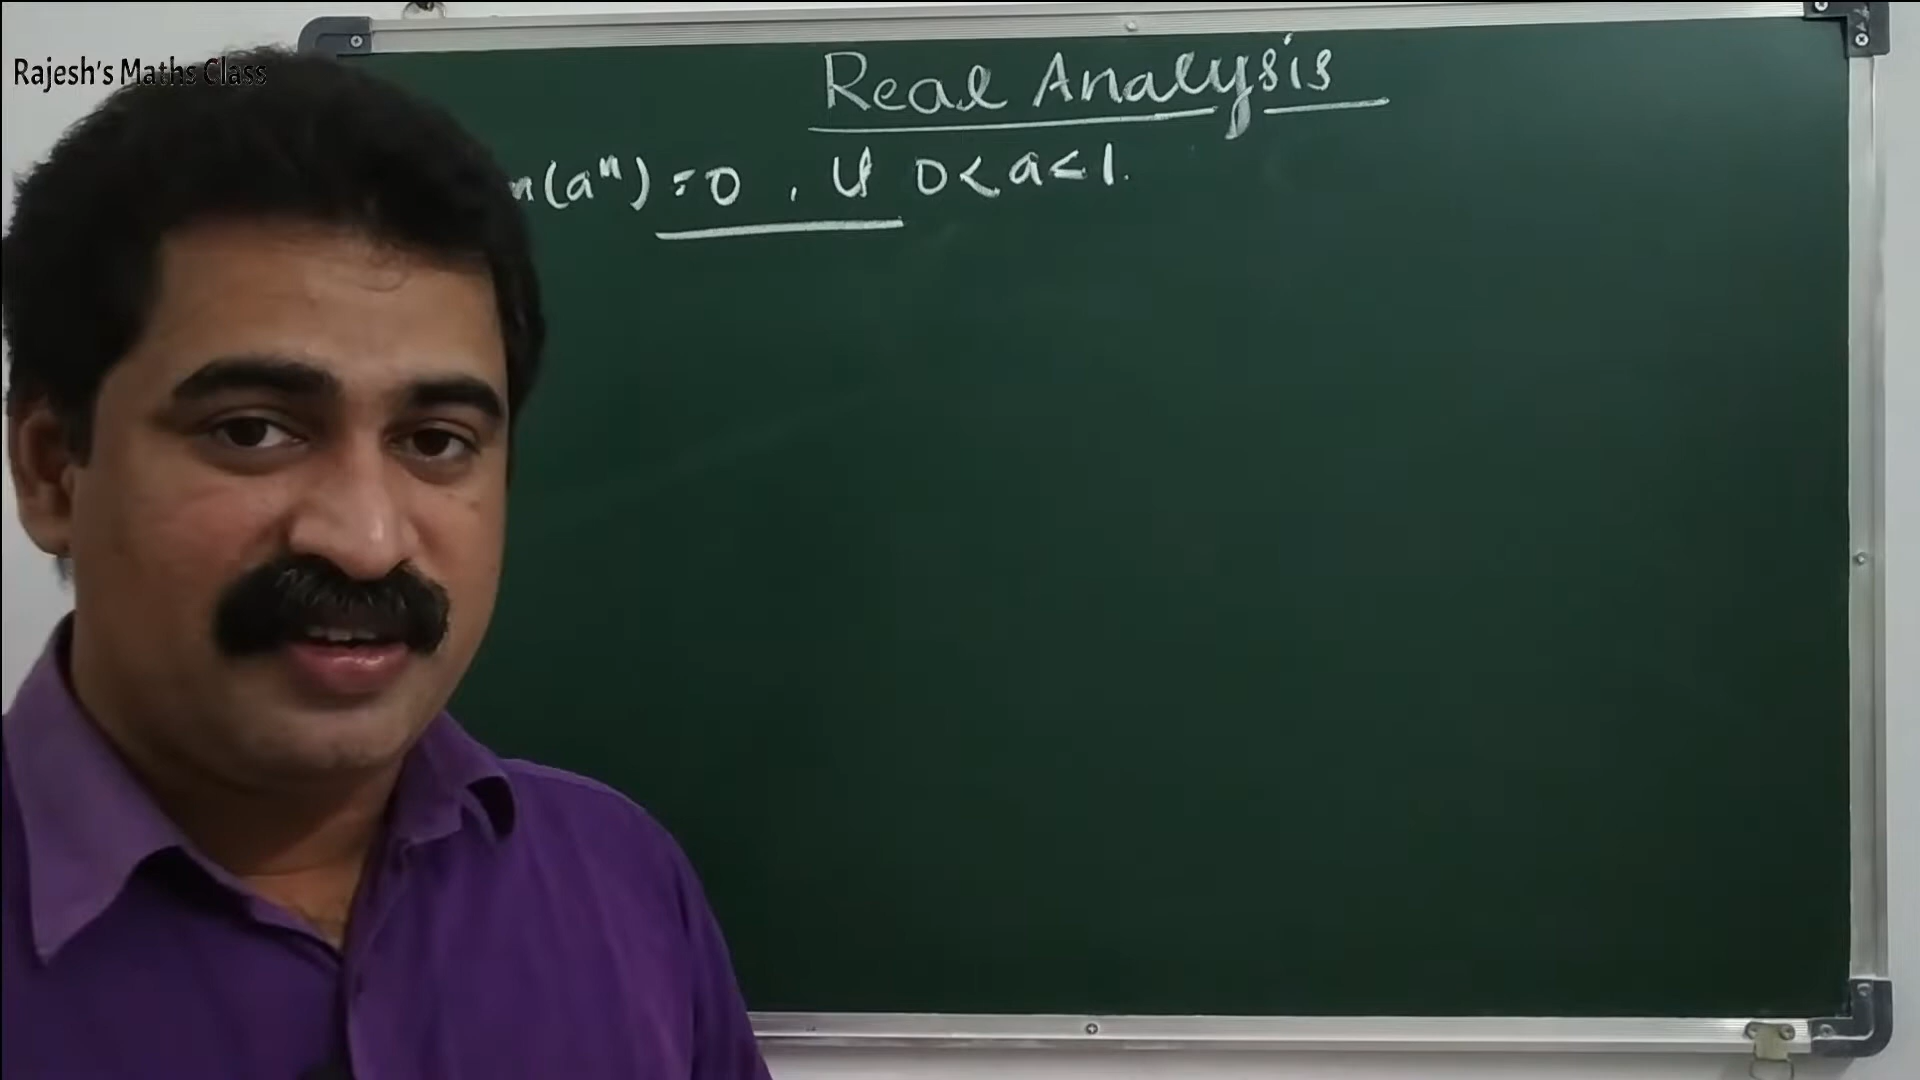 Rajesh's Maths Class
Real Analysis
(aⁿ) = 0 , if 0 < a < 1.